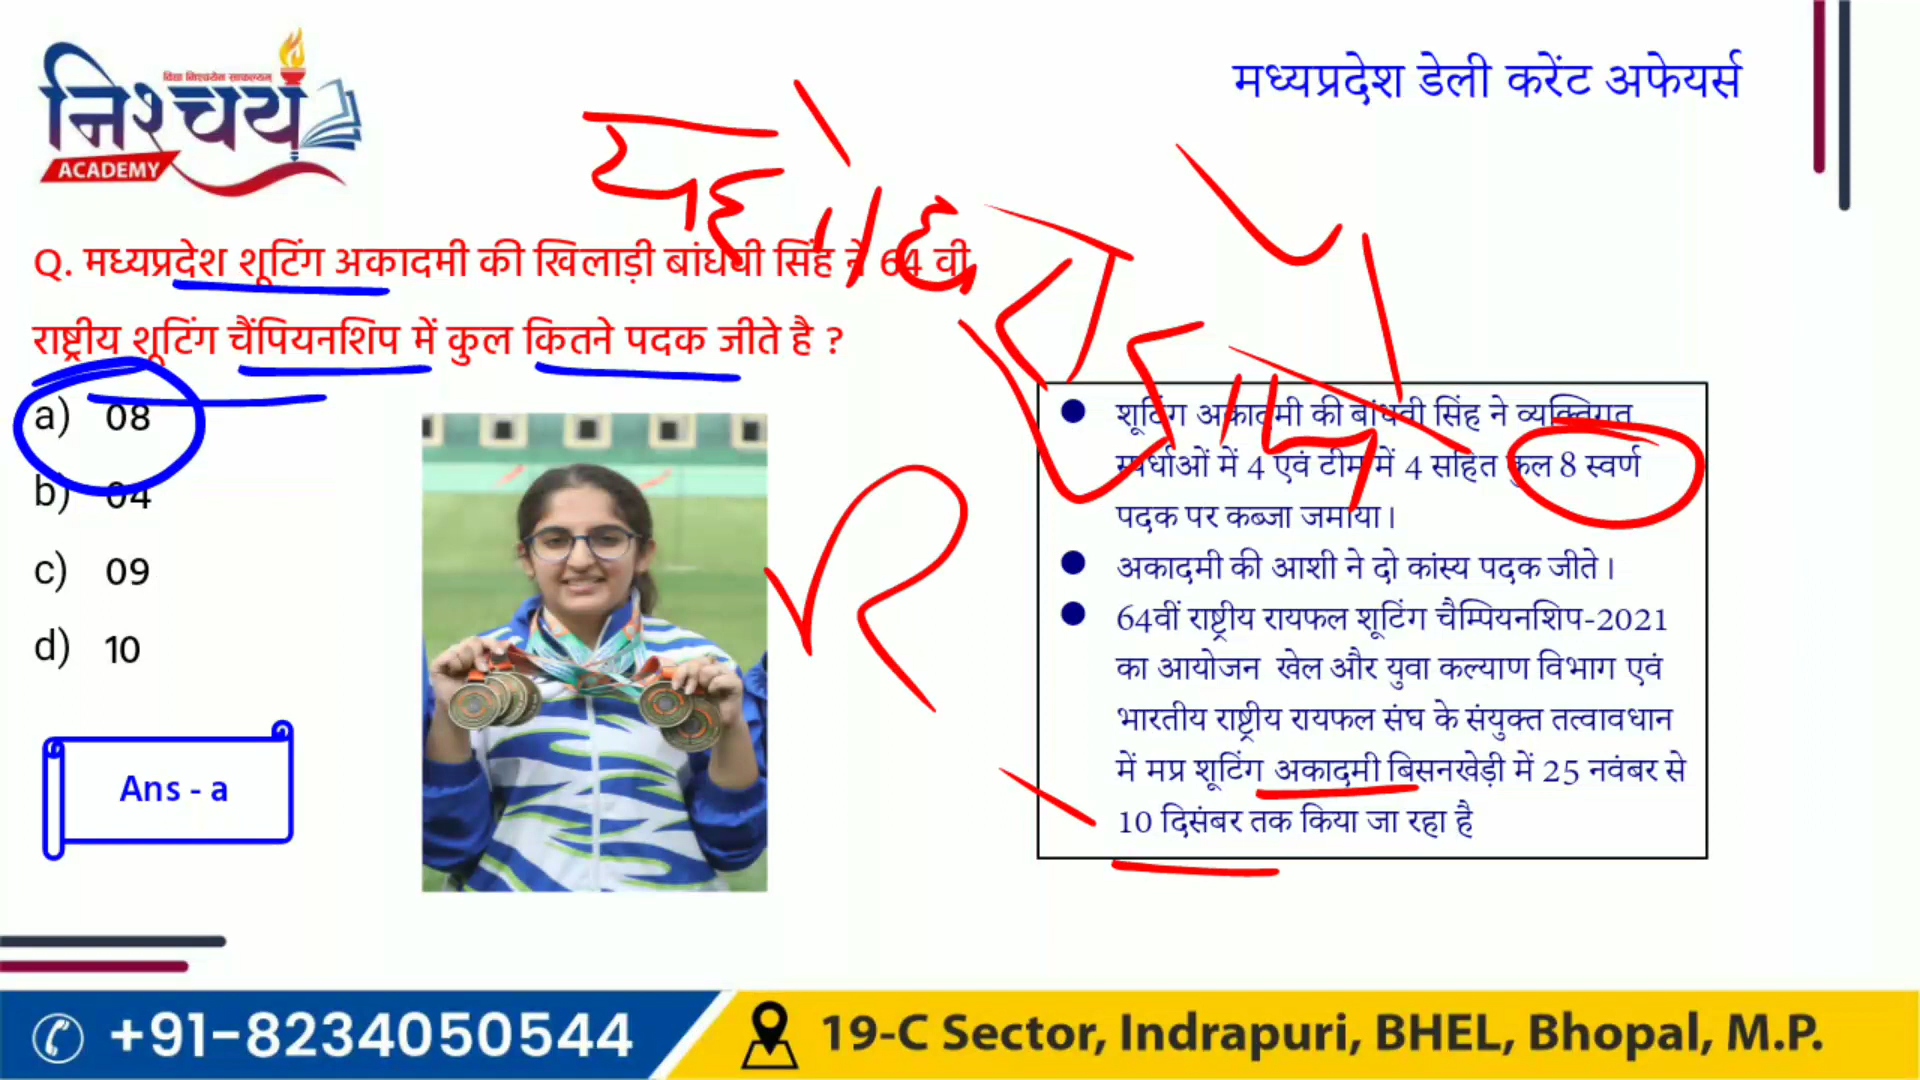 विद्या निश्चयेन साफल्यम्
निश्चय
ACADEMY
मध्यप्रदेश डेली करेंट अफेयर्स
Q. मध्यप्रदेश शूटिंग अकादमी की खिलाड़ी बांधवी सिंह ने 64 वी
राष्ट्रीय शूटिंग चैंपियनशिप में कुल कितने पदक जीते है ?
a) 08
b) 04
c) 09
d) 10
Ans - a
शूटिंग अकादमी की बांधवी सिंह ने व्यक्तिगत
स्पर्धाओं में 4 एवं टीम में 4 सहित कुल 8 स्वर्ण
पदक पर कब्जा जमाया।
अकादमी की आशी ने दो कांस्य पदक जीते।
64वीं राष्ट्रीय रायफल शूटिंग चैम्पियनशिप-2021
का आयोजन खेल और युवा कल्याण विभाग एवं
भारतीय राष्ट्रीय रायफल संघ के संयुक्त तत्वावधान
में मप्र शूटिंग अकादमी बिसनखेड़ी में 25 नवंबर से
10 दिसंबर तक किया जा रहा है
+91-8234050544
19-C Sector, Indrapuri, BHEL, Bhopal, M.P.